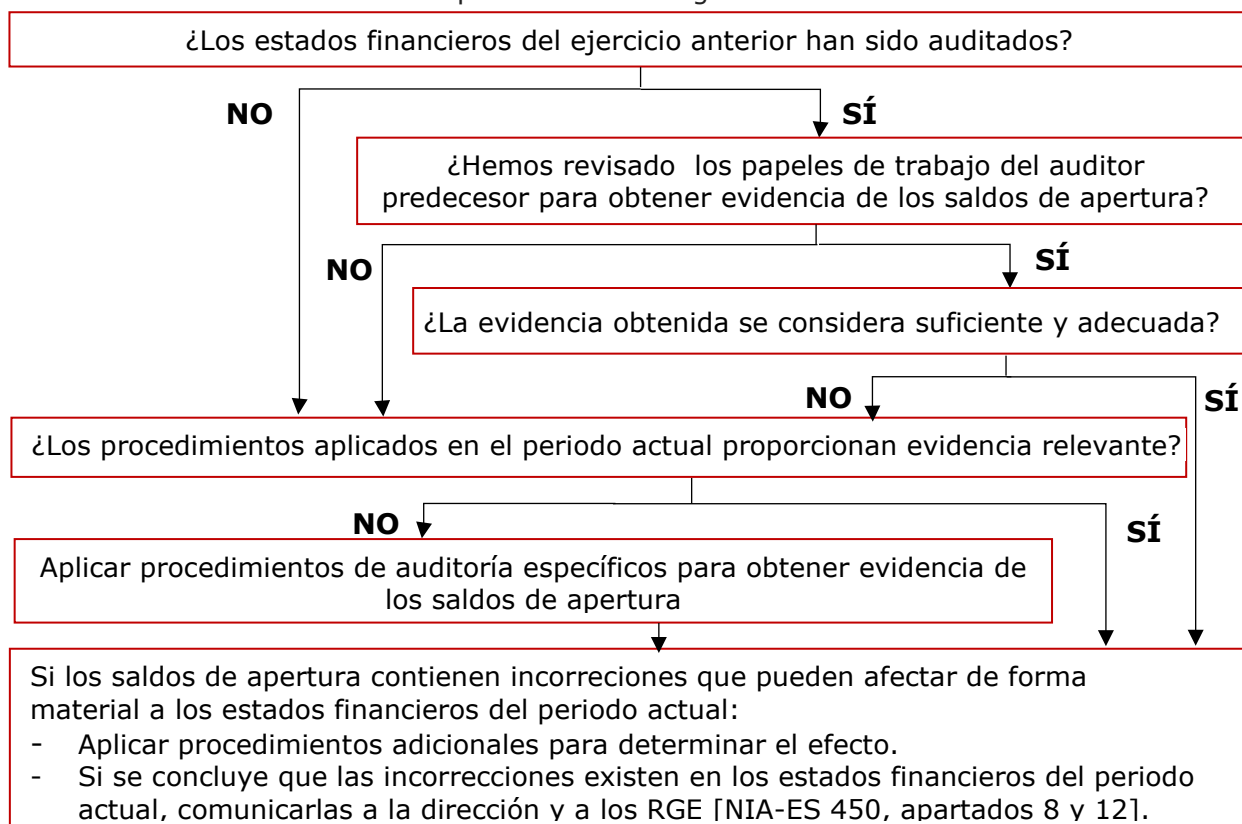 ¿Los estados financieros del ejercicio anterior han sido auditados?
NO
SÍ
¿Hemos revisado los papeles de trabajo del auditor
predecesor para obtener evidencia de los saldos de apertura?
NO
SÍ
¿La evidencia obtenida se considera suficiente y adecuada?
NO
SÍ
¿Los procedimientos aplicados en el periodo actual proporcionan evidencia relevante?
NO
SÍ
Aplicar procedimientos de auditoría específicos para obtener evidencia de
los saldos de apertura
Si los saldos de apertura contienen incorreciones que pueden afectar de forma
material a los estados financieros del periodo actual:
- Aplicar procedimientos adicionales para determinar el efecto.
- Si se concluye que las incorrecciones existen en los estados financieros del periodo
actual, comunicarlas a la dirección y a los RGE [NIA-ES 450, apartados 8 y 12].